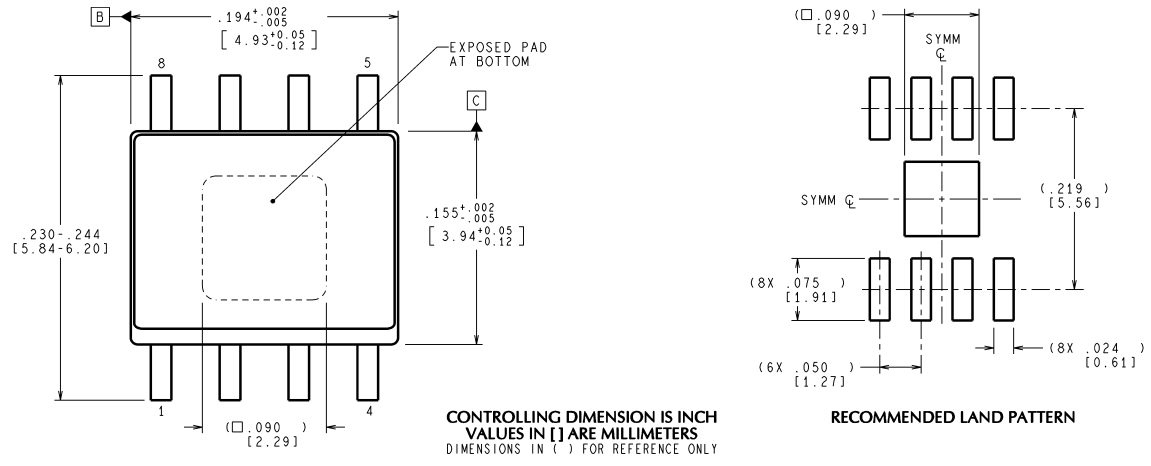 B
.194 +.002 -.005
[ 4.93 +0.05 -0.12 ]
EXPOSED PAD
AT BOTTOM
8
5
C
.155 +.002 -.005
[ 3.94 +0.05 -0.12 ]
.230-.244
[5.84-6.20]
1
4
(□.090 )
[2.29]
CONTROLLING DIMENSION IS INCH
VALUES IN [ ] ARE MILLIMETERS
DIMENSIONS IN ( ) FOR REFERENCE ONLY
(□.090 )
[2.29]
SYMM
℄
SYMM ℄
(.219 )
[5.56]
(8X .075 )
[1.91]
(6X .050 )
[1.27]
(8X .024 )
[0.61]
RECOMMENDED LAND PATTERN